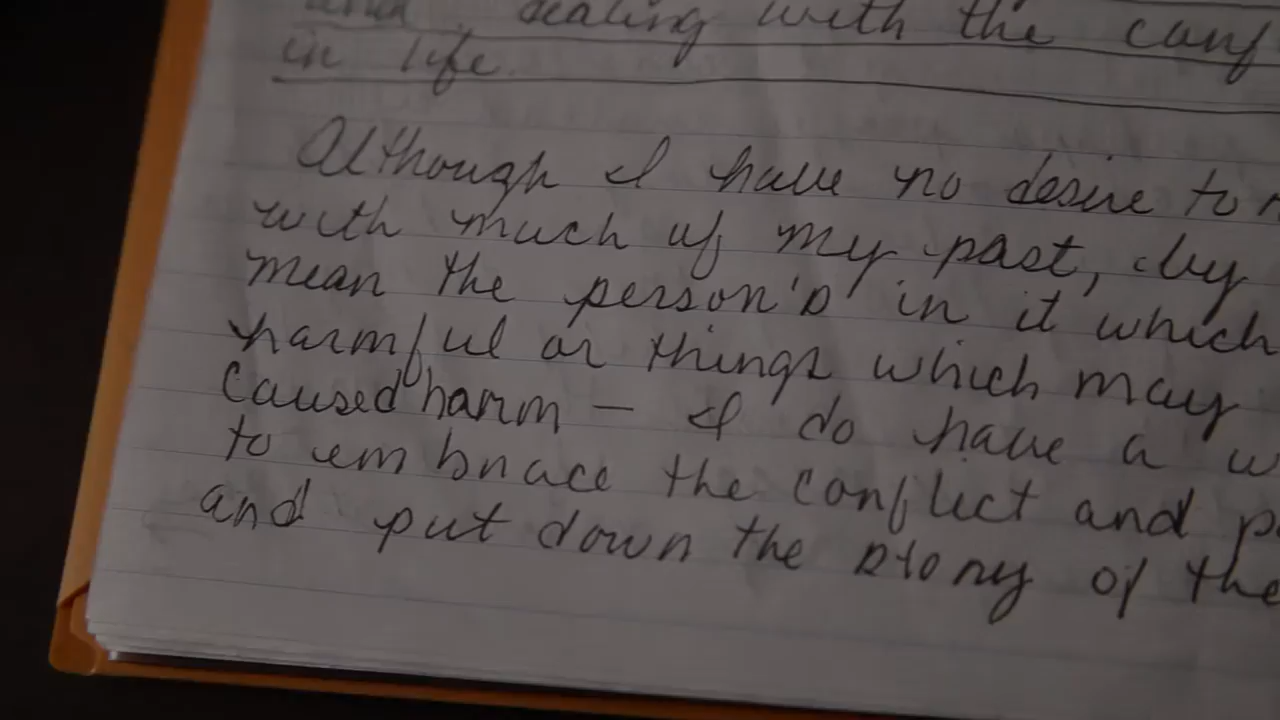 and, dealing with the conf
in life.
Although I have no desire to
with much of my past, by
mean the person's in it which
harmful or things which may
Caused harm — I do have a
to embrace the conflict and
and put down the story of the